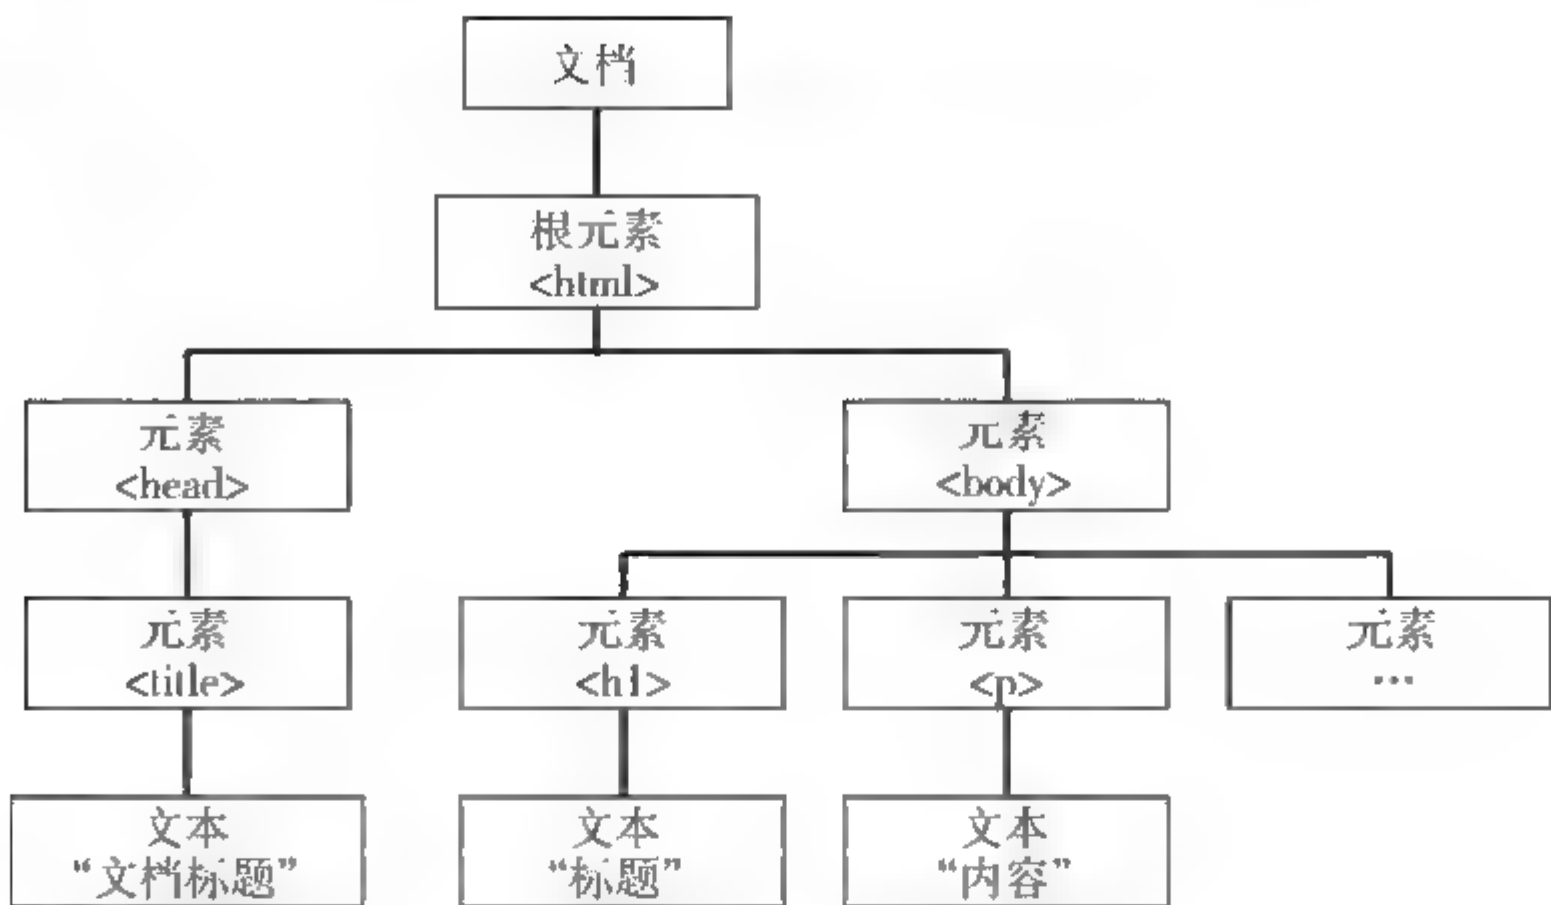 文档
根元素
<html>
元素
<head>
元素
<body>
元素
<title>
元素
<h1>
元素
<p>
元素
…
文本
“文档标题”
文本
“标题”
文本
“内容”